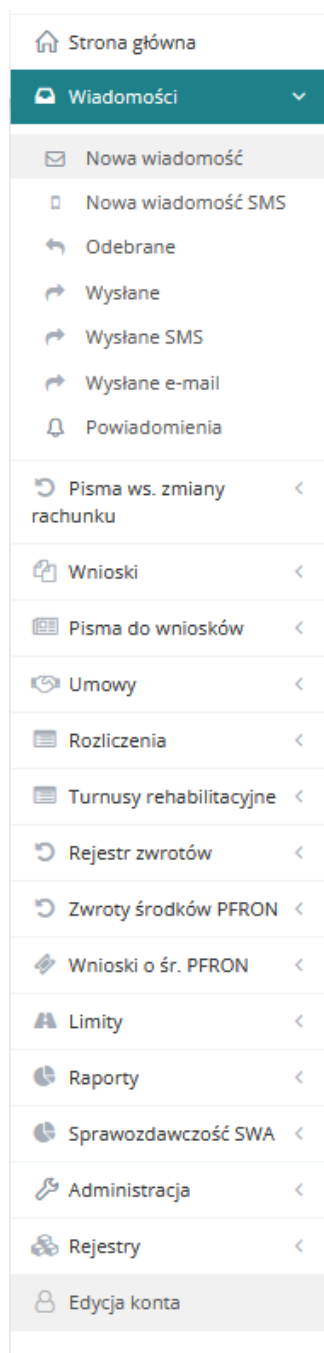 Strona główna
Wiadomości
Nowa wiadomość
Nowa wiadomość SMS
Odebrane
Wysłane
Wysłane SMS
Wysłane e-mail
Powiadomienia
Pisma ws. zmiany
rachunku
Wnioski
Pisma do wniosków
Umowy
Rozliczenia
Turnusy rehabilitacyjne
Rejestr zwrotów
Zwroty środków PFRON
Wnioski o śr. PFRON
Limity
Raporty
Sprawozdawczość SWA
Administracja
Rejestry
Edycja konta